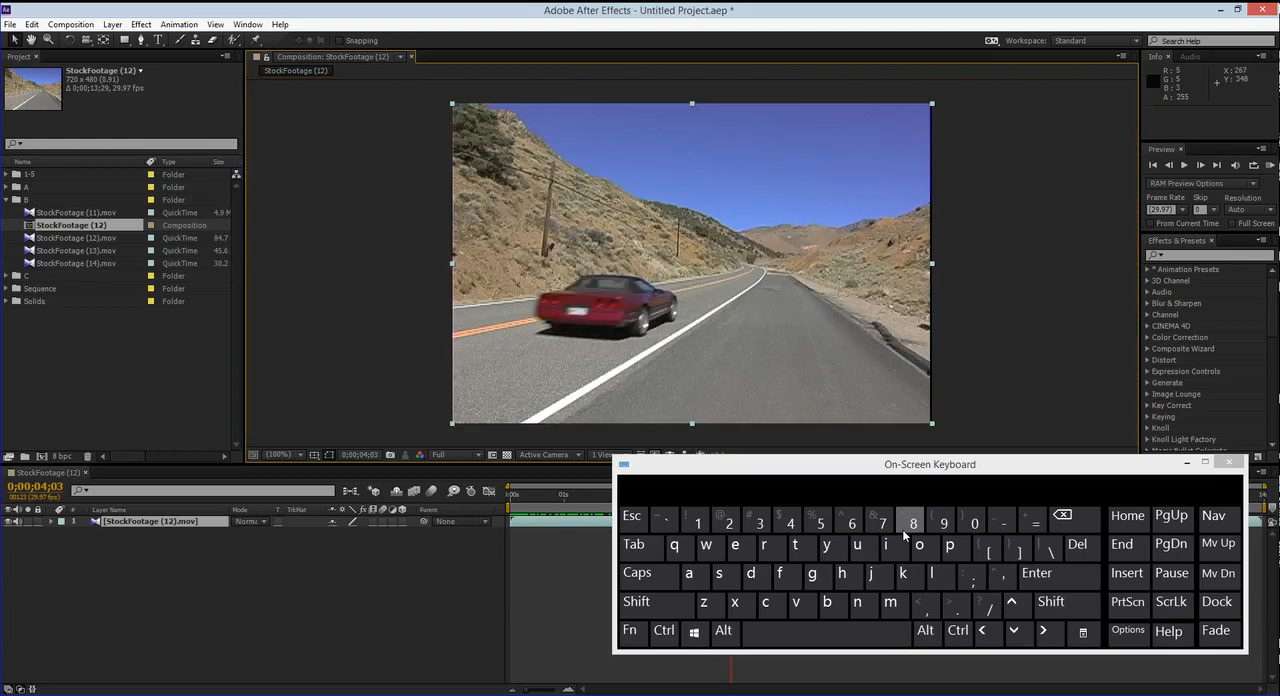 Adobe After Effects - Untitled Project.aep *
File Edit Composition Layer Effect Animation View Window Help
Snapping Workspace: Standard Search Help
Project Composition: StockFootage (12) Info Audio
StockFootage (12)
720 x 480 (0.91)
Δ 0;00;13;29, 29.97 fps
StockFootage (12)
R : 5
G : 5
B : 3
A : 255
X : 267
Y : 348
Preview
RAM Preview Options
Frame Rate Skip Resolution
(29.97) 0 Auto
From Current Time Full Screen
Name Type Size
1-5 Folder
A Folder
B Folder
StockFootage (11).mov QuickTime 4.9 M
StockFootage (12) Composition
StockFootage (12).mov QuickTime 84.7
StockFootage (13).mov QuickTime 45.6
StockFootage (14).mov QuickTime 30.2
C Folder
Sequence Folder
Solids Folder
Effects & Presets
* Animation Presets
3D Channel
Audio
Blur & Sharpen
Channel
CINEMA 4D
Color Correction
Composite Wizard
Distort
Expression Controls
Generate
Image Lounge
Key Correct
Keying
Knoll
Knoll Light Factory
8 bpc (100%) 0;00;04;03 Full Active Camera
StockFootage (12)
0;00;04;03
00123 (29.97 fps)
Layer Name Mode T TrkMat Parent
[StockFootage (12).mov] None
:00s 01s
On-Screen Keyboard
Esc ~ ` ! 1 @ 2 # 3 $ 4 % 5 ^ 6 & 7 8 ( 9 ) 0 _ - + = Home PgUp Nav
Tab q w e r t y u i o p { [ } ] | \ Del End PgDn Mv Up
Caps a s d f g h j k l : ; " ' Enter Insert Pause Mv Dn
Shift z x c v b n m < , > . ? / Shift PrtScn ScrLk Dock
Fn Ctrl Alt Alt Ctrl Options Help Fade